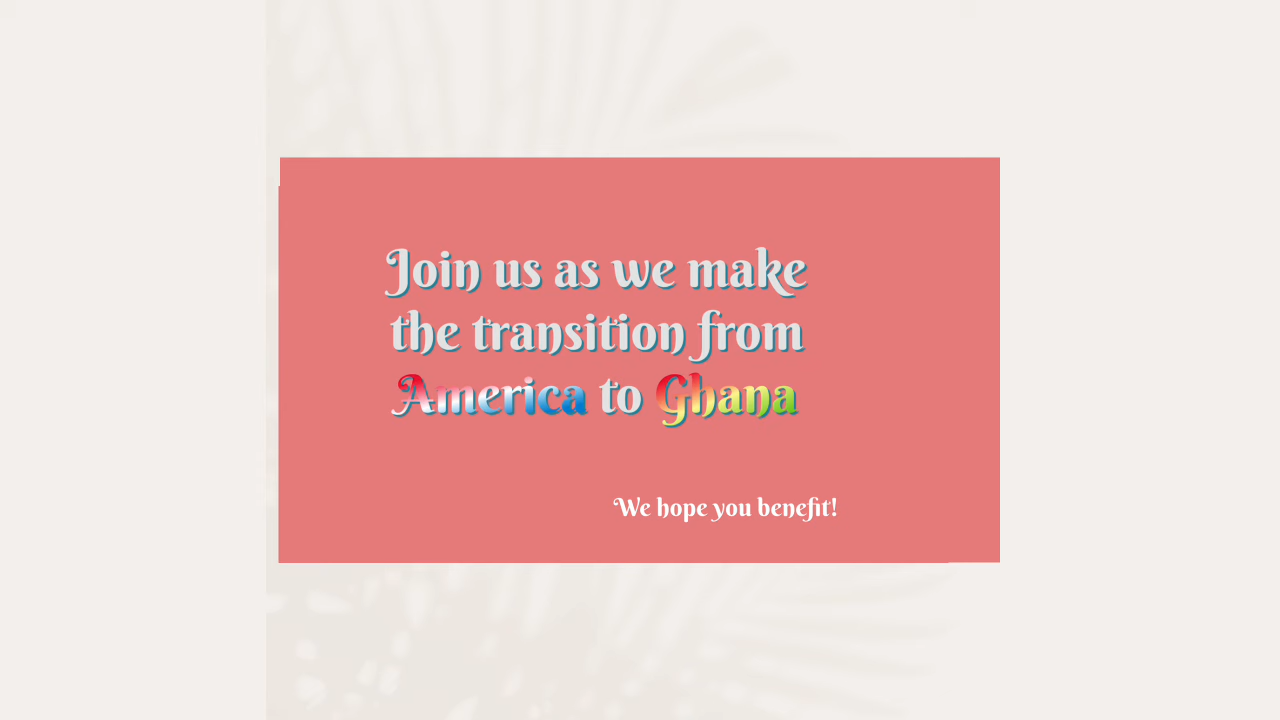 Join us as we make
the transition from
America to Ghana
We hope you benefit!